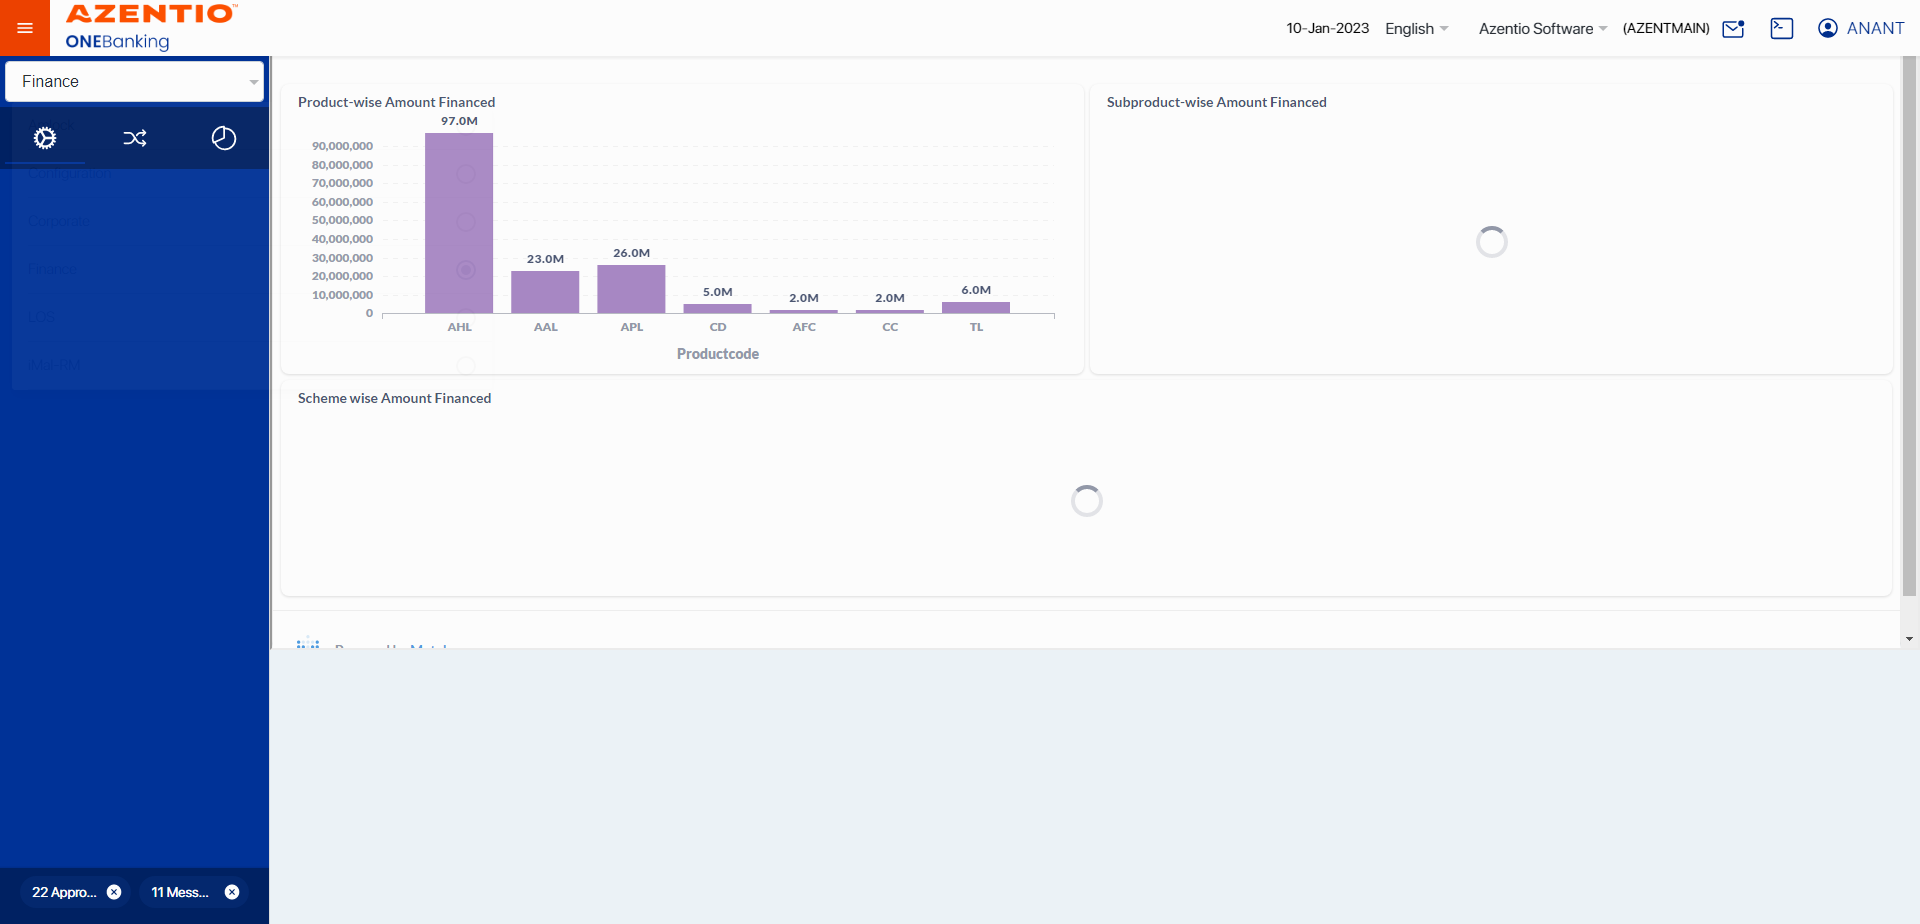 AZENTIO™
ONEBanking
10-Jan-2023 English Azentio Software (AZENTMAIN) ANANT
Finance
Configuration
Corporate
Finance
Product-wise Amount Financed
97.0M
90,000,000
80,000,000
70,000,000
60,000,000
50,000,000
40,000,000
30,000,000
20,000,000
10,000,000
0
23.0M
26.0M
5.0M
2.0M
2.0M
6.0M
AHL AAL APL CD AFC CC TL
Productcode
Subproduct-wise Amount Financed
Scheme wise Amount Financed
22 Appro...
11 Mess...